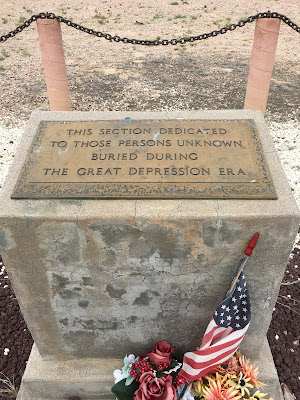 THIS SECTION DEDICATED
TO THOSE PERSONS UNKNOWN
BURIED DURING
THE GREAT DEPRESSION ERA